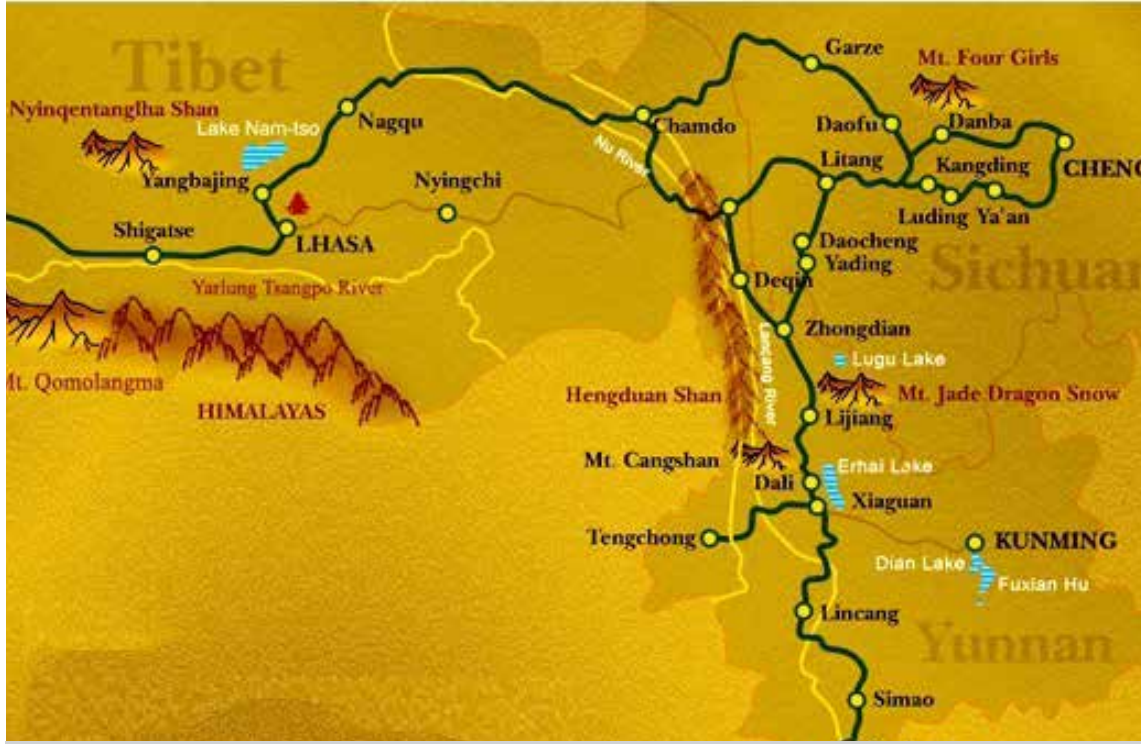 Tibet
Garze
Mt. Four Girls
Nyinqentanglha Shan
Nagqu
Lake Nam-tso
Chamdo
Daofu
Danba
Nu River
Litang
Kangding
CHENG
Yangbajing
Nyingchi
Luding
Ya'an
Shigatse
LHASA
Daocheng
Yading
Sichuan
Yarlung Tsangpo River
Deqin
Zhongdian
Lancang River
Lugu Lake
Mt. Qomolangma
Hengduan Shan
Mt. Jade Dragon Snow
HIMALAYAS
Lijiang
Mt. Cangshan
Erhai Lake
Dali
Xiaguan
Tengchong
KUNMING
Dian Lake
Fuxian Hu
Lincang
Yunnan
Simao